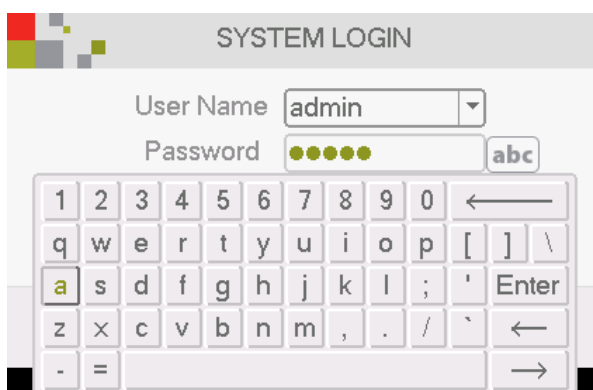 SYSTEM LOGIN
User Name admin
Password ●●●●● abc
1 2 3 4 5 6 7 8 9 0 ←
q w e r t y u i o p [ ] \
a s d f g h j k l ; ' Enter
z x c v b n m , . / ` ←
- = →